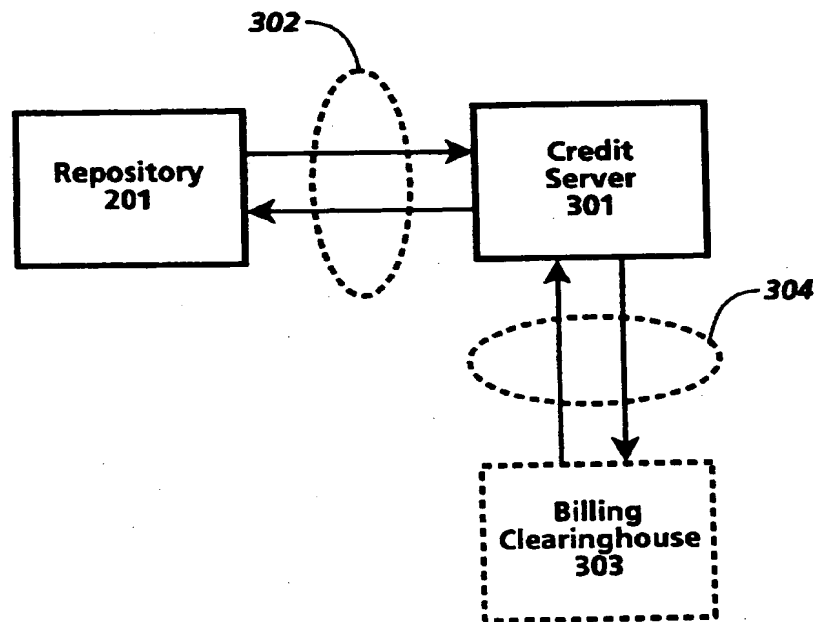 302
Repository
201
Credit
Server
301
304
Billing
Clearinghouse
303